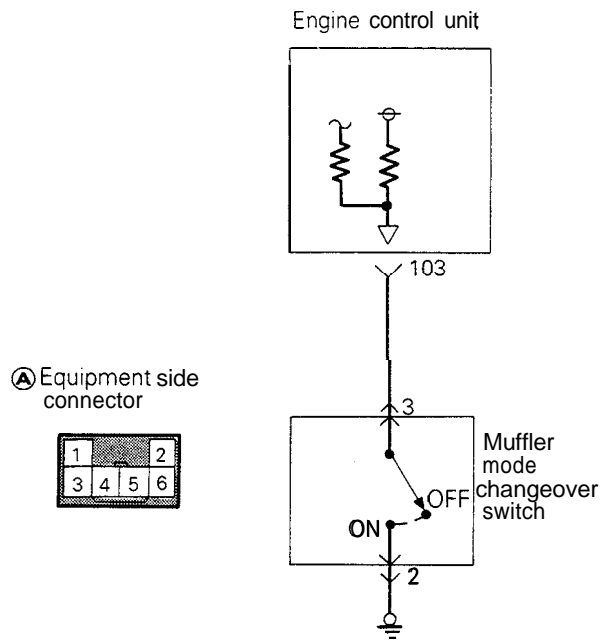 Engine control unit
103
Ⓐ Equipment side
connector
1 2
3 4 5 6
3
Muffler
mode
changeover
switch
OFF
ON
2